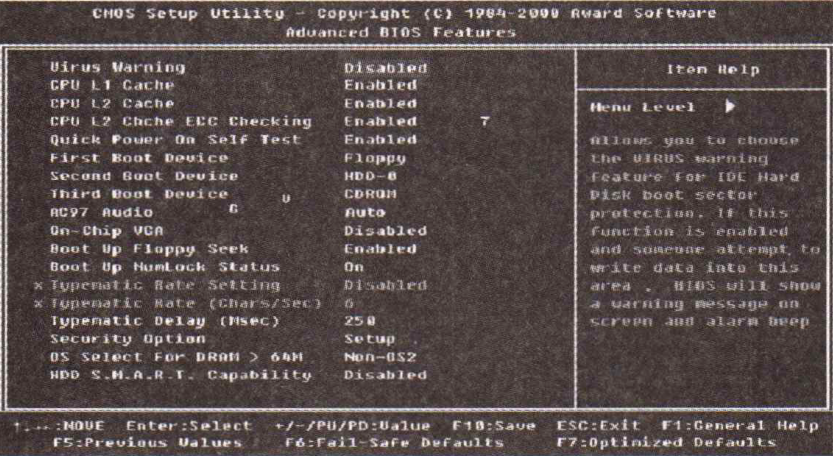 CMOS Setup Utility - Copyright (C) 1984-2000 Award Software
Advanced BIOS Features
Virus Warning Disabled
CPU L1 Cache Enabled
CPU L2 Cache Enabled
CPU L2 Chche ECC Checking Enabled 7
Quick Power On Self Test Enabled
First Boot Device Floppy
Second Boot Device HDD-0
Third Boot Device U CDROM
AC97 Audio G Auto
On-Chip VGA Disabled
Boot Up Floppy Seek Enabled
Boot Up NumLock Status On
x Typematic Rate Setting Disabled
x Typematic Rate (Chars/Sec) 6
Typematic Delay (Msec) 250
Security Option Setup
OS Select For DRAM > 64M Non-OS2
HDD S.M.A.R.T. Capability Disabled
Item Help
Menu Level ▶
Allows you to choose
the VIRUS warning
feature for IDE Hard
Disk boot sector
protection. If this
function is enabled
and someone attempt to
write data into this
area . BIOS will show
a warning message on
screen and alarm beep
:MOVE Enter:Select +/-/PU/PD:Value F10:Save ESC:Exit F1:General Help
F5:Previous Values F6:Fail-Safe Defaults F7:Optimized Defaults